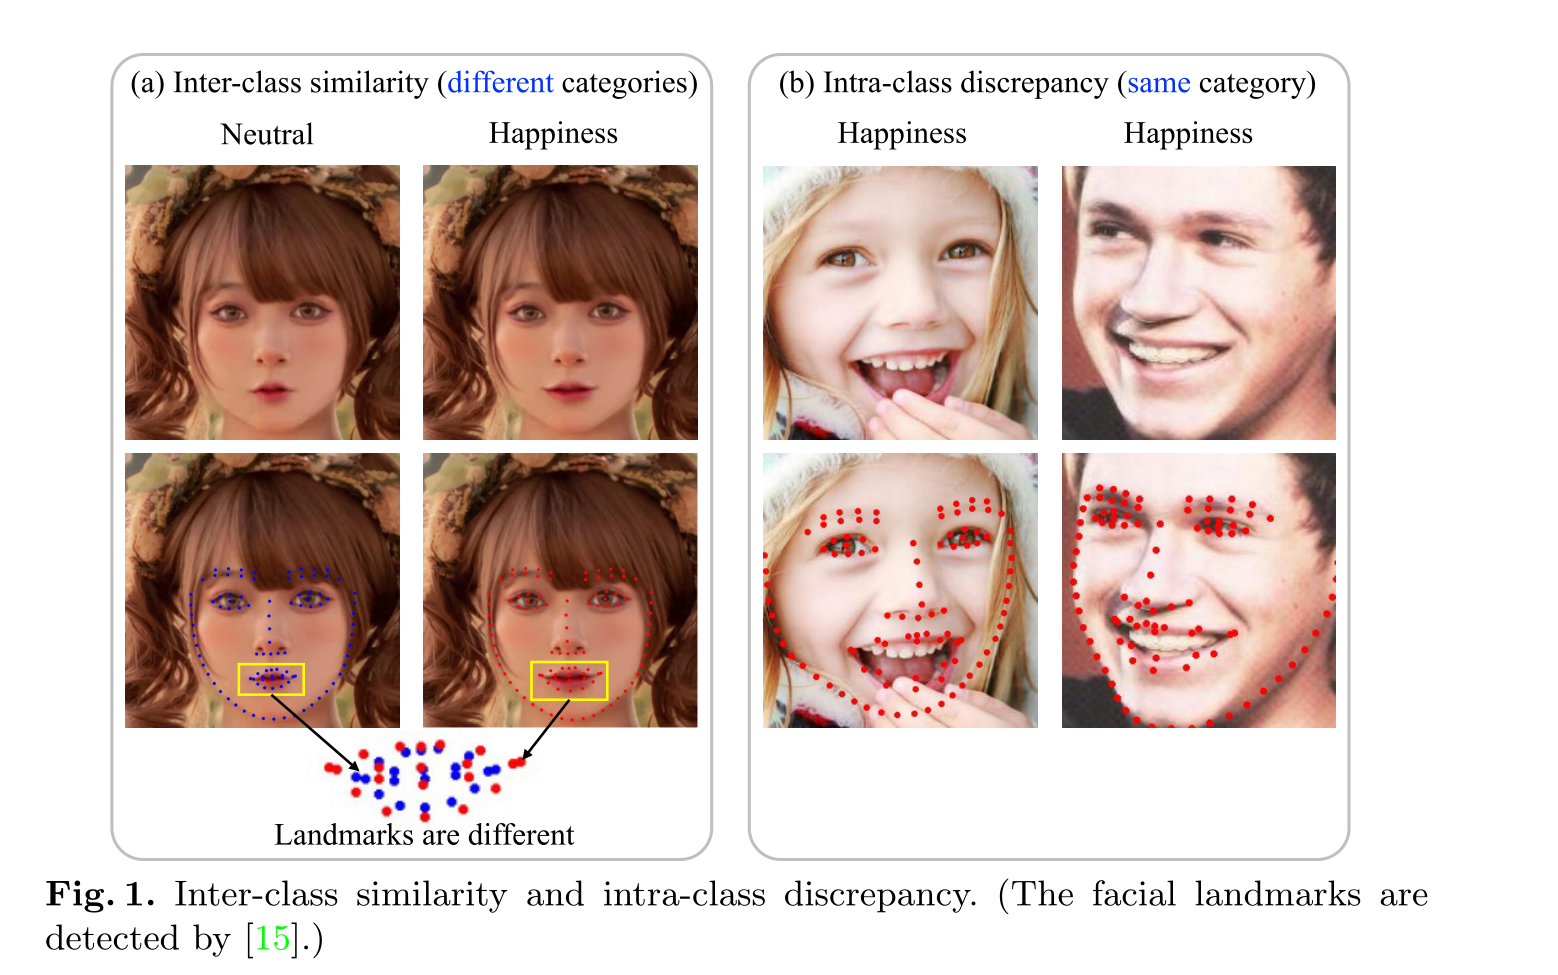 (a) Inter-class similarity (different categories)
Neutral
Happiness
Landmarks are different
(b) Intra-class discrepancy (same category)
Happiness
Happiness
Fig. 1. Inter-class similarity and intra-class discrepancy. (The facial landmarks are
detected by [15].)